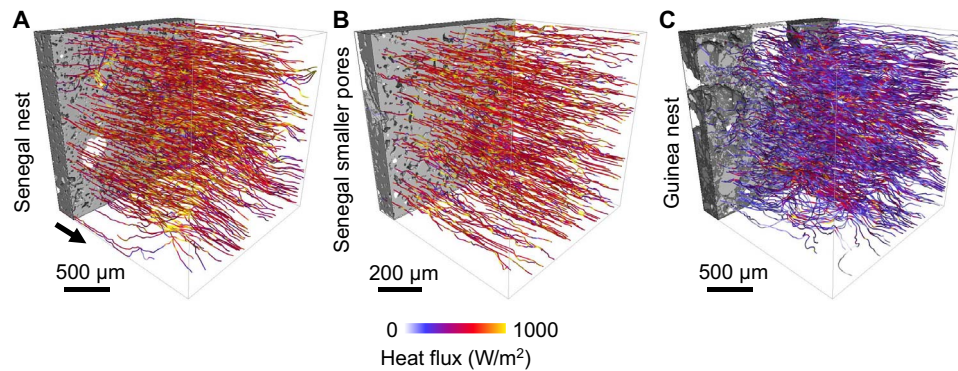 A
B
C
Senegal nest
Senegal smaller pores
Guinea nest
500 µm
200 µm
500 µm
0
1000
Heat flux (W/m²)